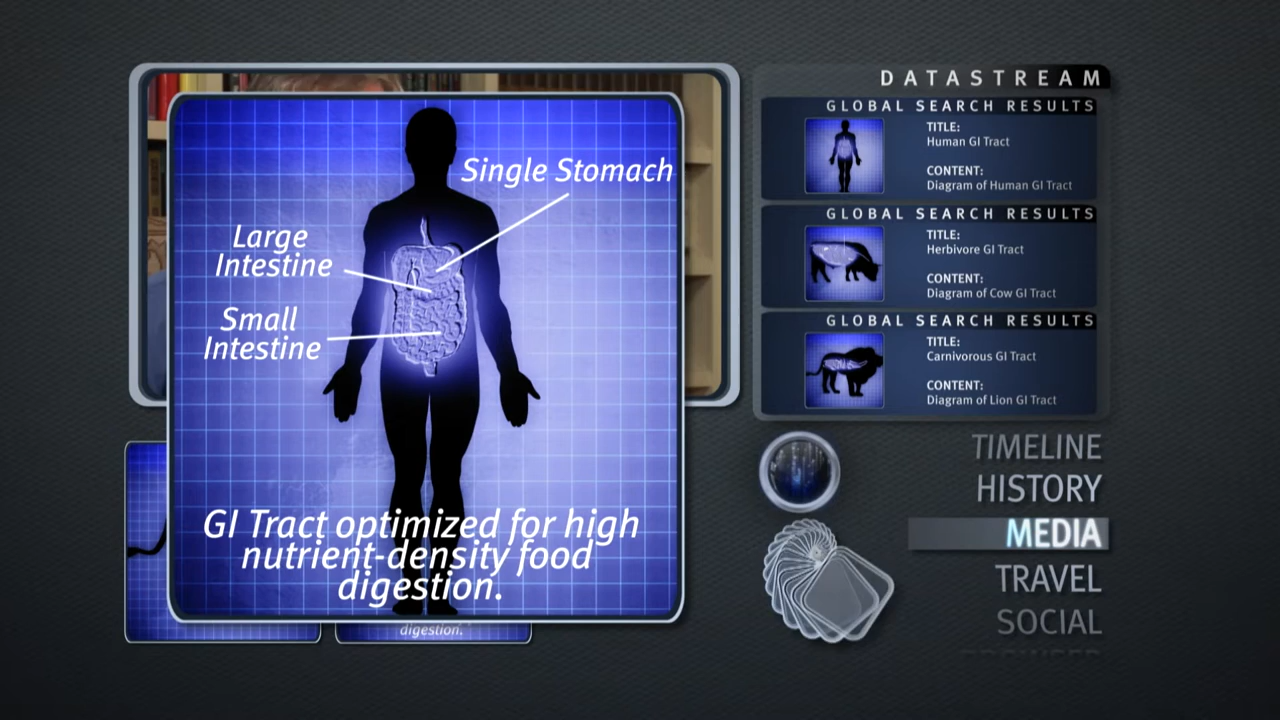 Single Stomach
Large
Intestine
Small
Intestine
GI Tract optimized for high
nutrient-density food
digestion.
digestion.
DATASTREAM
GLOBAL SEARCH RESULTS
TITLE:
Human GI Tract
CONTENT:
Diagram of Human GI Tract
GLOBAL SEARCH RESULTS
TITLE:
Herbivore GI Tract
CONTENT:
Diagram of Cow GI Tract
GLOBAL SEARCH RESULTS
TITLE:
Carnivorous GI Tract
CONTENT:
Diagram of Lion GI Tract
TIMELINE
HISTORY
MEDIA
TRAVEL
SOCIAL